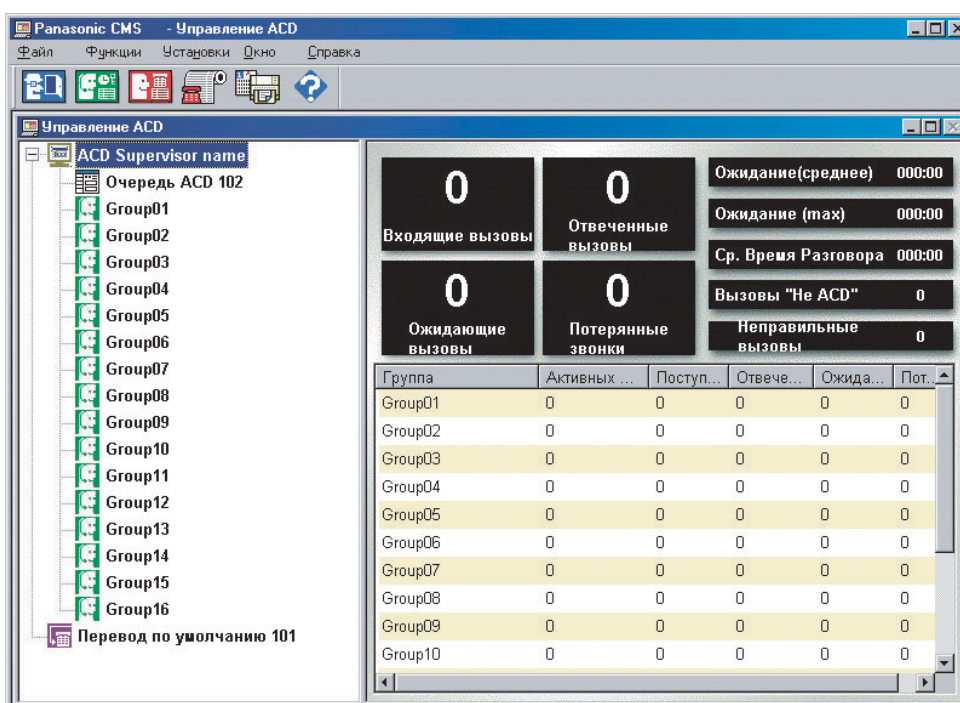 Panasonic CMS - Управление ACD
Файл Функции Установки Окно Справка
Управление ACD
ACD Supervisor name
Очередь ACD 102
Group01
Group02
Group03
Group04
Group05
Group06
Group07
Group08
Group09
Group10
Group11
Group12
Group13
Group14
Group15
Group16
Перевод по умолчанию 101
0
Входящие вызовы
0
Отвеченные
вызовы
0
Ожидающие
вызовы
0
Потерянные
звонки
Ожидание(среднее) 000:00
Ожидание (max) 000:00
Ср. Время Разговора 000:00
Вызовы "Не ACD" 0
Неправильные
вызовы 0
Группа Активных ... Поступ... Отвече... Ожида... Пот...
Group01 0 0 0 0 0
Group02 0 0 0 0 0
Group03 0 0 0 0 0
Group04 0 0 0 0 0
Group05 0 0 0 0 0
Group06 0 0 0 0 0
Group07 0 0 0 0 0
Group08 0 0 0 0 0
Group09 0 0 0 0 0
Group10 0 0 0 0 0